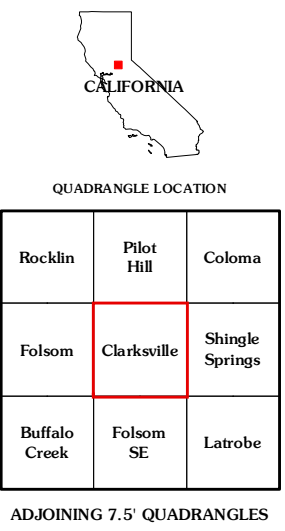 CALIFORNIA
QUADRANGLE LOCATION
Rocklin
Pilot
Hill
Coloma
Folsom
Clarksville
Shingle
Springs
Buffalo
Creek
Folsom
SE
Latrobe
ADJOINING 7.5' QUADRANGLES